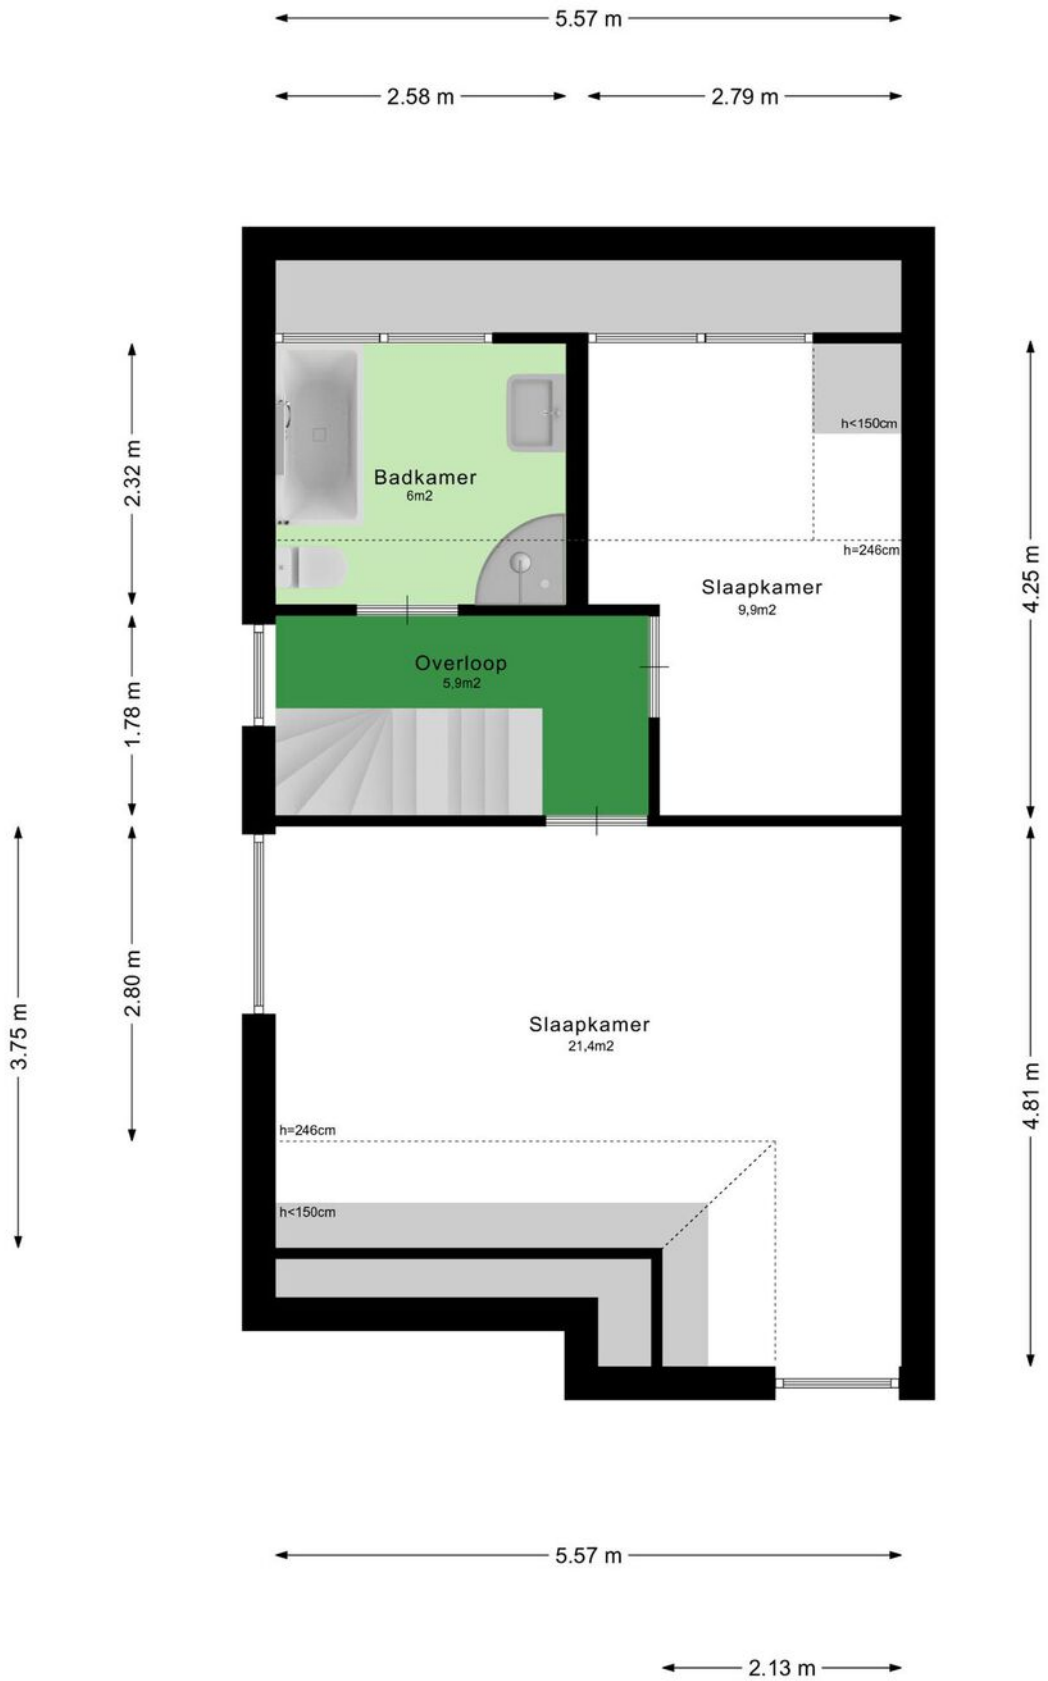 5.57 m
2.58 m
2.79 m
h<150cm
2.32 m
Badkamer
6m2
h=246cm
4.25 m
Slaapkamer
9,9m2
Overloop
5,9m2
1.78 m
2.80 m
3.75 m
Slaapkamer
21,4m2
4.81 m
h=246cm
h<150cm
5.57 m
2.13 m